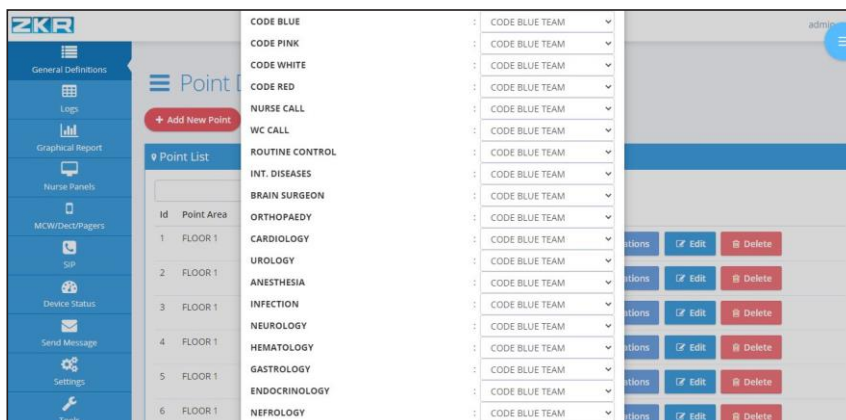 ZKR
admin
General Definitions
Logs
Graphical Report
Nurse Panels
MCW/Dect/Pagers
SIP
Device Status
Send Message
Settings
Tools
Point D
+ Add New Point
Point List
Id Point Area
1 FLOOR 1
2 FLOOR 1
3 FLOOR 1
4 FLOOR 1
5 FLOOR 1
6 FLOOR 1
CODE BLUE : CODE BLUE TEAM
CODE PINK : CODE BLUE TEAM
CODE WHITE : CODE BLUE TEAM
CODE RED : CODE BLUE TEAM
NURSE CALL : CODE BLUE TEAM
WC CALL : CODE BLUE TEAM
ROUTINE CONTROL : CODE BLUE TEAM
INT. DISEASES : CODE BLUE TEAM
BRAIN SURGEON : CODE BLUE TEAM
ORTHOPAEDY : CODE BLUE TEAM
CARDIOLOGY : CODE BLUE TEAM
UROLOGY : CODE BLUE TEAM
ANESTHESIA : CODE BLUE TEAM
INFECTION : CODE BLUE TEAM
NEUROLOGY : CODE BLUE TEAM
HEMATOLOGY : CODE BLUE TEAM
GASTROLOGY : CODE BLUE TEAM
ENDOCRINOLOGY : CODE BLUE TEAM
NEFROLOGY : CODE BLUE TEAM
ations Edit Delete
ations Edit Delete
ations Edit Delete
ations Edit Delete
ations Edit Delete
ations Edit Delete